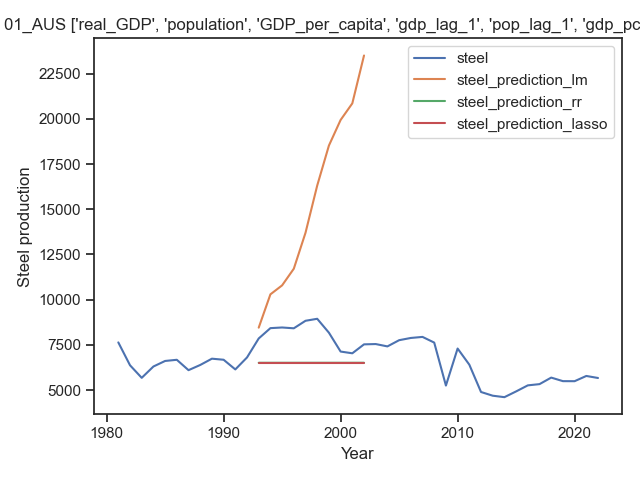 01_AUS ['real_GDP', 'population', 'GDP_per_capita', 'gdp_lag_1', 'pop_lag_1', 'gdp_pc
steel
steel_prediction_lm
steel_prediction_rr
steel_prediction_lasso
Steel production
22500
20000
17500
15000
12500
10000
7500
5000
1980 1990 2000 2010 2020
Year